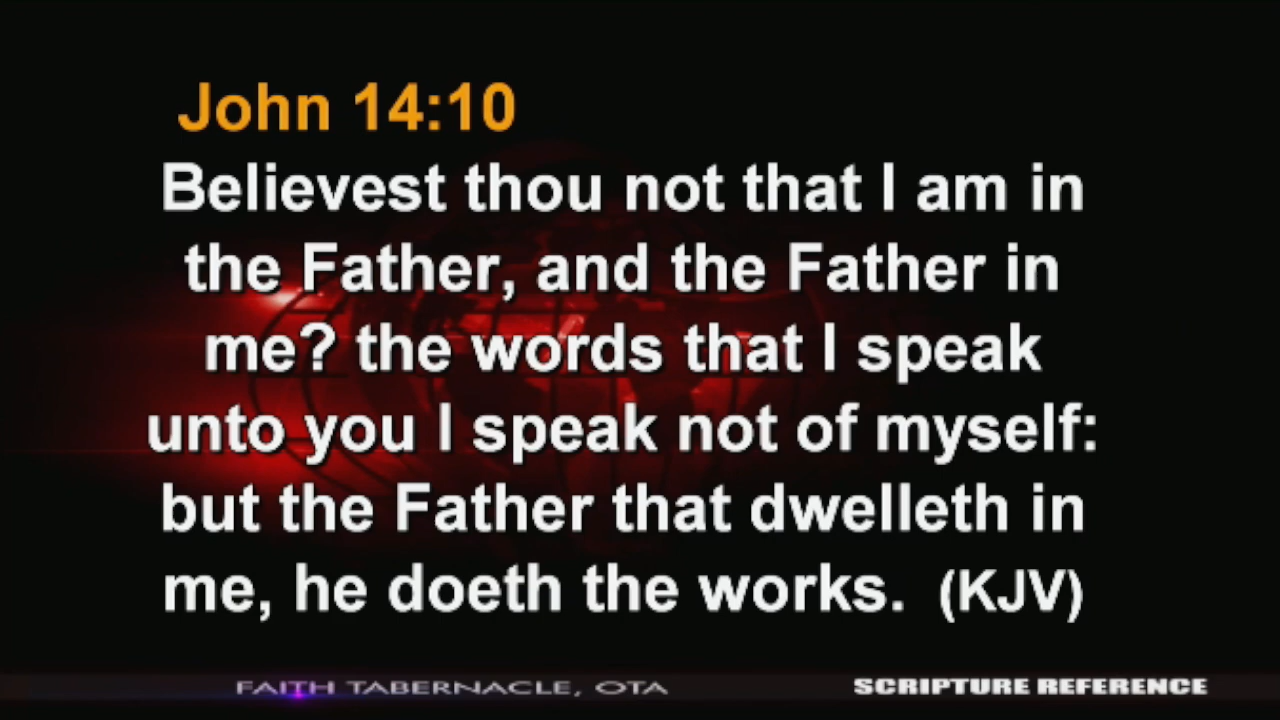 John 14:10
Believest thou not that I am in
the Father, and the Father in
me? the words that I speak
unto you I speak not of myself:
but the Father that dwelleth in
me, he doeth the works. (KJV)
FAITH TABERNACLE, OTA
SCRIPTURE REFERENCE